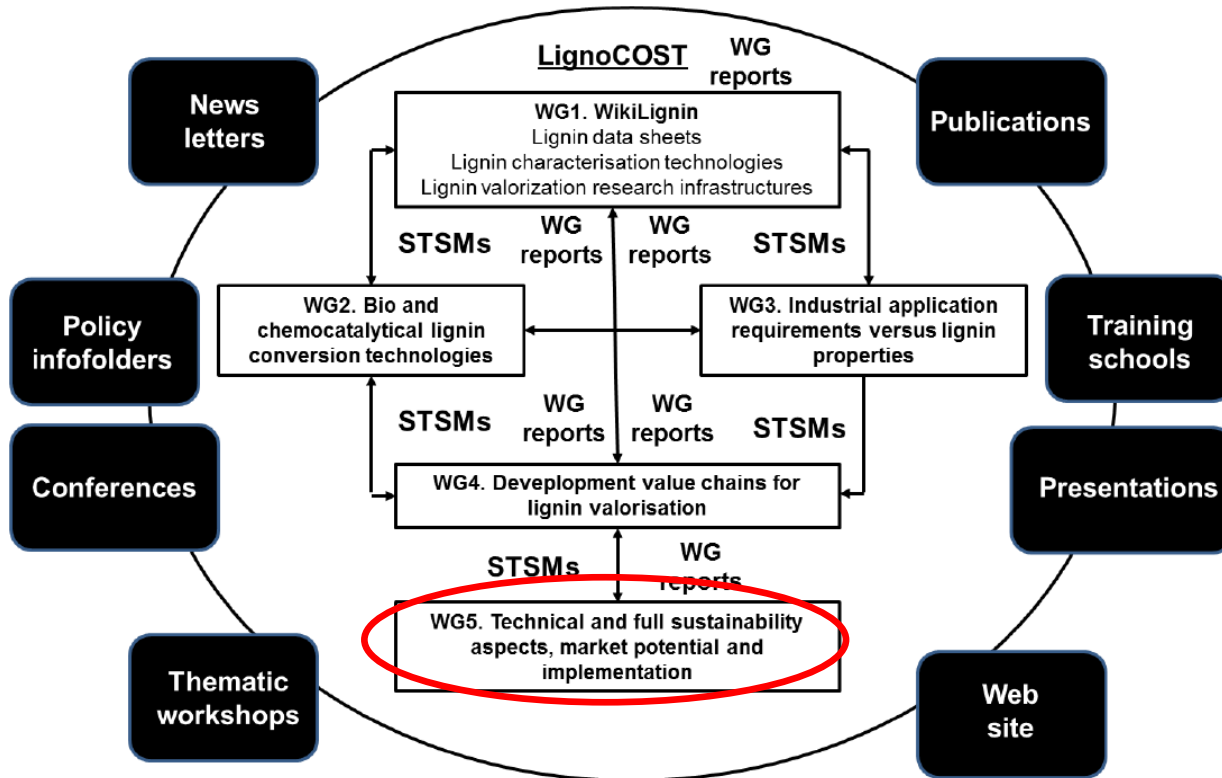 LignoCOST
WG
reports
News
letters
Publications
WG1. WikiLignin
Lignin data sheets
Lignin characterisation technologies
Lignin valorization research infrastructures
STSMs
WG
reports
WG
reports
STSMs
Policy
infofolders
WG2. Bio and
chemocatalytical lignin
conversion technologies
WG3. Industrial application
requirements versus lignin
properties
Training
schools
STSMs
WG
reports
WG
reports
STSMs
Conferences
WG4. Deveplopment value chains for
lignin valorisation
Presentations
STSMs
WG
reports
WG5. Technical and full sustainability
aspects, market potential and
implementation
Thematic
workshops
Web
site